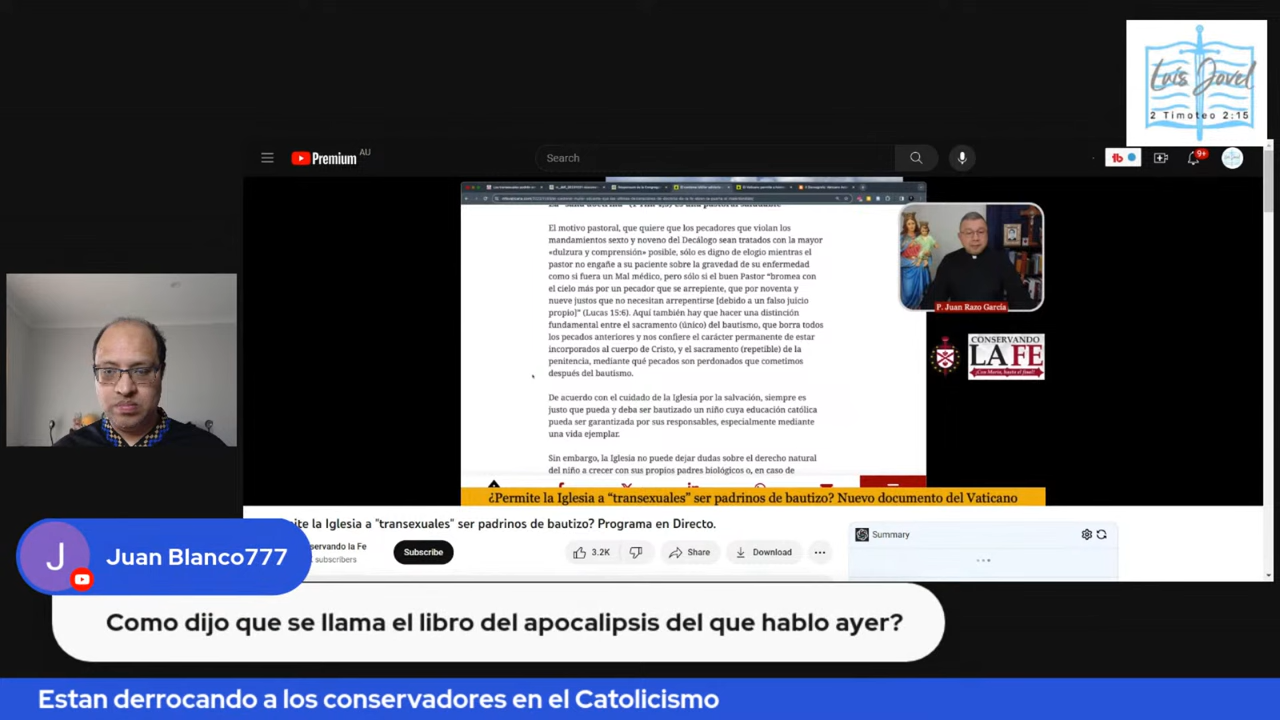 Luis Jovel
2 Timoteo 2:15
Premium
AU
Search
9+
El motivo pastoral, que quiere que los pecadores que violan los
mandamientos sexto y noveno del Decálogo sean tratados con la mayor
«dulzura y comprensión» posible, sólo es digno de elogio mientras el
pastor no engañe a su paciente sobre la gravedad de su enfermedad
como si fuera un Mal médico, pero sólo si el buen Pastor "bromea con
el cielo más por un pecador que se arrepiente, que por noventa y
nueve justos que no necesitan arrepentirse [debido a un falso juicio
propio]" (Lucas 15:6). Aquí también hay que hacer una distinción
fundamental entre el sacramento (único) del bautismo, que borra todos
los pecados anteriores y nos confiere el carácter permanente de estar
incorporados al cuerpo de Cristo, y el sacramento (repetible) de la
penitencia, mediante qué pecados son perdonados que cometimos
después del bautismo.
De acuerdo con el cuidado de la Iglesia por la salvación, siempre es
justo que pueda y deba ser bautizado un niño cuya educación católica
pueda ser garantizada por sus responsables, especialmente mediante
una vida ejemplar.
Sin embargo, la Iglesia no puede dejar dudas sobre el derecho natural
del niño a crecer con sus propios padres biológicos o, en caso de
P. Juan Razo García
CONSERVANDO
LA FE
¡Con María, hasta el final!
¿Permite la Iglesia a "transexuales" ser padrinos de bautizo? Nuevo documento del Vaticano
ite la Iglesia a "transexuales" ser padrinos de bautizo? Programa en Directo.
servando la Fe
subscribers
Subscribe
3.2K
Share
Download
Summary
J
Juan Blanco777
Como dijo que se llama el libro del apocalipsis del que hablo ayer?
Estan derrocando a los conservadores en el Catolicismo